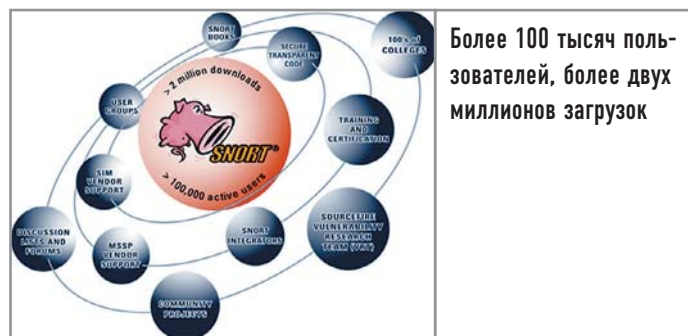 SNORT
BOOKS
SECURE
TRANSPARENT
CODE
100's of
COLLEGES
> 2 million downloads
USER
GROUPS
SNORT®
TRAINING
AND
CERTIFICATION
SIM
VENDOR
SUPPORT
> 100,000 active users
DISCUSSION
LISTS AND
FORUMS
MSSP
VENDOR
SUPPORT
SNORT
INTEGRATORS
SOURCEFIRE
VULNERABILITY
RESEARCH
TEAM (VRT)
COMMUNITY
PROJECTS
Более 100 тысяч поль-
зователей, более двух
миллионов загрузок